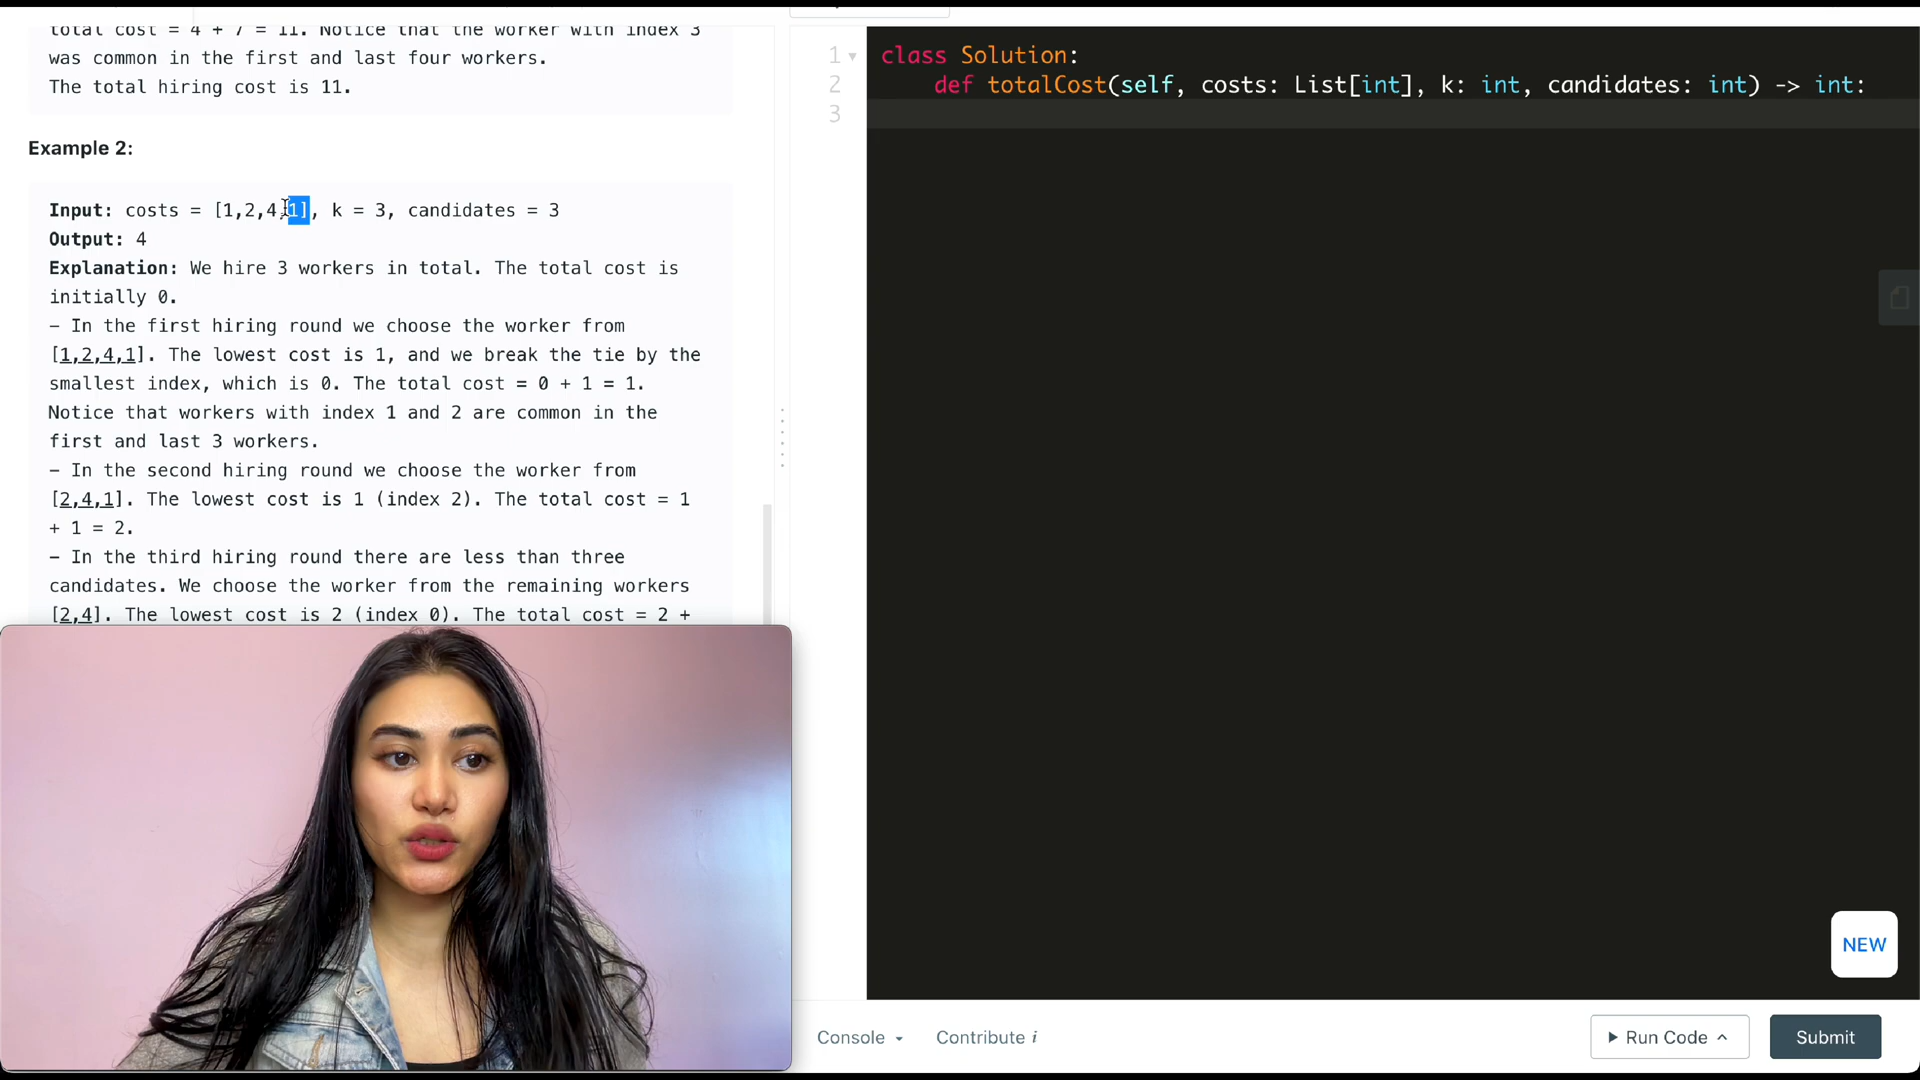 total cost = 4 + 7 = 11. Notice that the worker with index 3
was common in the first and last four workers.
The total hiring cost is 11.
Example 2:
Input: costs = [1,2,4,1], k = 3, candidates = 3
Output: 4
Explanation: We hire 3 workers in total. The total cost is
initially 0.
– In the first hiring round we choose the worker from
[1,2,4,1]. The lowest cost is 1, and we break the tie by the
smallest index, which is 0. The total cost = 0 + 1 = 1.
Notice that workers with index 1 and 2 are common in the
first and last 3 workers.
– In the second hiring round we choose the worker from
[2,4,1]. The lowest cost is 1 (index 2). The total cost = 1
+ 1 = 2.
– In the third hiring round there are less than three
candidates. We choose the worker from the remaining workers
[2,4]. The lowest cost is 2 (index 0). The total cost = 2 +
1 class Solution:
2 def totalCost(self, costs: List[int], k: int, candidates: int) -> int:
3
NEW
Console
Contribute i
Run Code
Submit